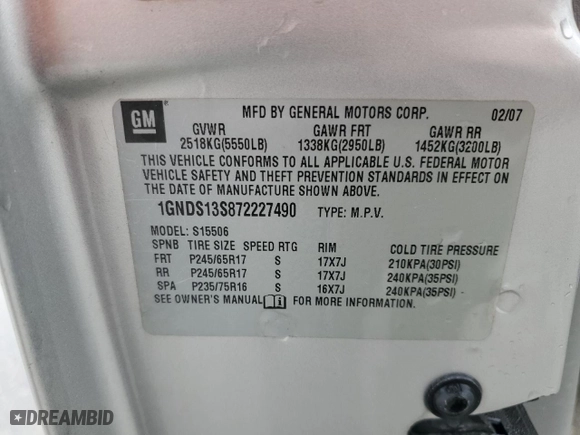 GM
MFD BY GENERAL MOTORS CORP. 02/07
GVWR GAWR FRT GAWR RR
2518KG(5550LB) 1338KG(2950LB) 1452KG(3200LB)
THIS VEHICLE CONFORMS TO ALL APPLICABLE U.S. FEDERAL MOTOR
VEHICLE SAFETY AND THEFT PREVENTION STANDARDS IN EFFECT ON
THE DATE OF MANUFACTURE SHOWN ABOVE.
1GNDS13S872227490 TYPE: M.P.V.
MODEL: S15506
SPNB TIRE SIZE SPEED RTG RIM COLD TIRE PRESSURE
FRT P245/65R17 S 17X7J 210KPA(30PSI)
RR P245/65R17 S 17X7J 240KPA(35PSI)
SPA P235/75R16 S 16X7J 240KPA(35PSI)
SEE OWNER'S MANUAL FOR MORE INFORMATION.
DREAMBID